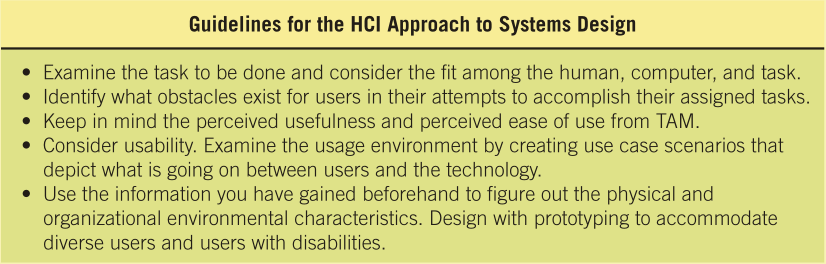 Guidelines for the HCI Approach to Systems Design
• Examine the task to be done and consider the fit among the human, computer, and task.
• Identify what obstacles exist for users in their attempts to accomplish their assigned tasks.
• Keep in mind the perceived usefulness and perceived ease of use from TAM.
• Consider usability. Examine the usage environment by creating use case scenarios that
depict what is going on between users and the technology.
• Use the information you have gained beforehand to figure out the physical and
organizational environmental characteristics. Design with prototyping to accommodate
diverse users and users with disabilities.